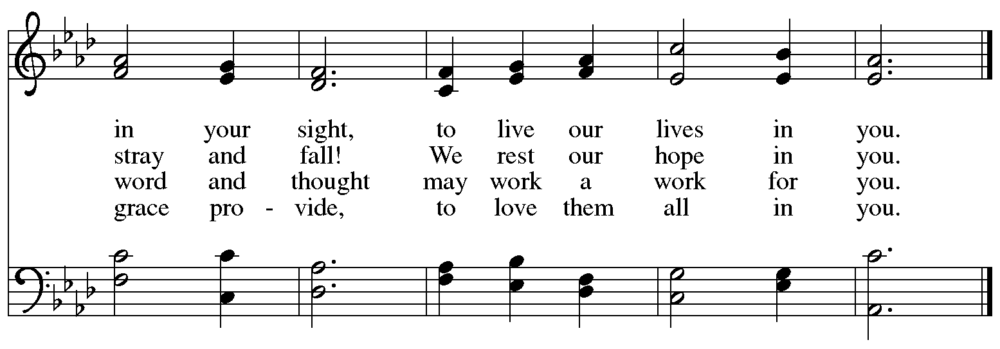 in your sight, to live our lives in you.
stray and fall! We rest our hope in you.
word and thought may work a work for you.
grace pro - vide, to love them all in you.